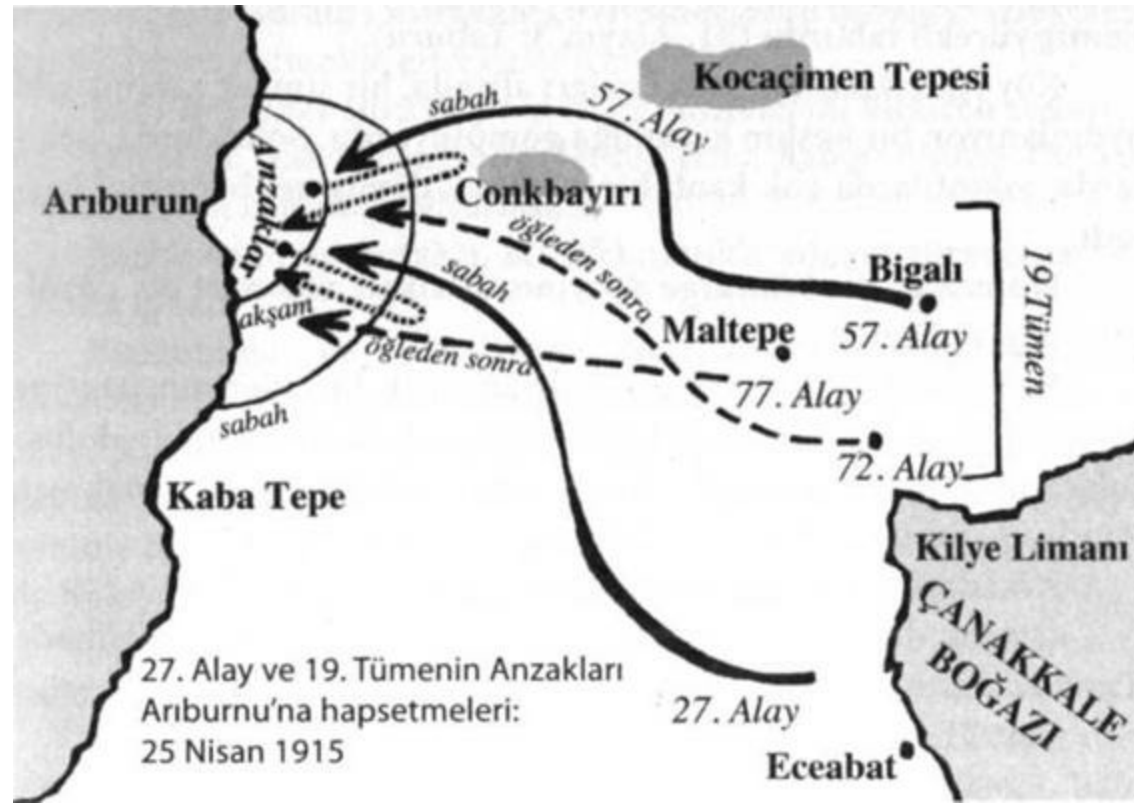 Kocaçimen Tepesi
sabah
57. Alay
Anzaklar
Arıburun
Conkbayırı
öğleden sonra
sabah
Bigalı
19.Tümen
akşam
Maltepe
57. Alay
öğleden sonra
77. Alay
sabah
72. Alay
Kaba Tepe
Kilye Limanı
ÇANAKKALE
BOĞAZI
27. Alay ve 19. Tümenin Anzakları
Arıburnu'na hapsetmeleri:
25 Nisan 1915
27. Alay
Eceabat